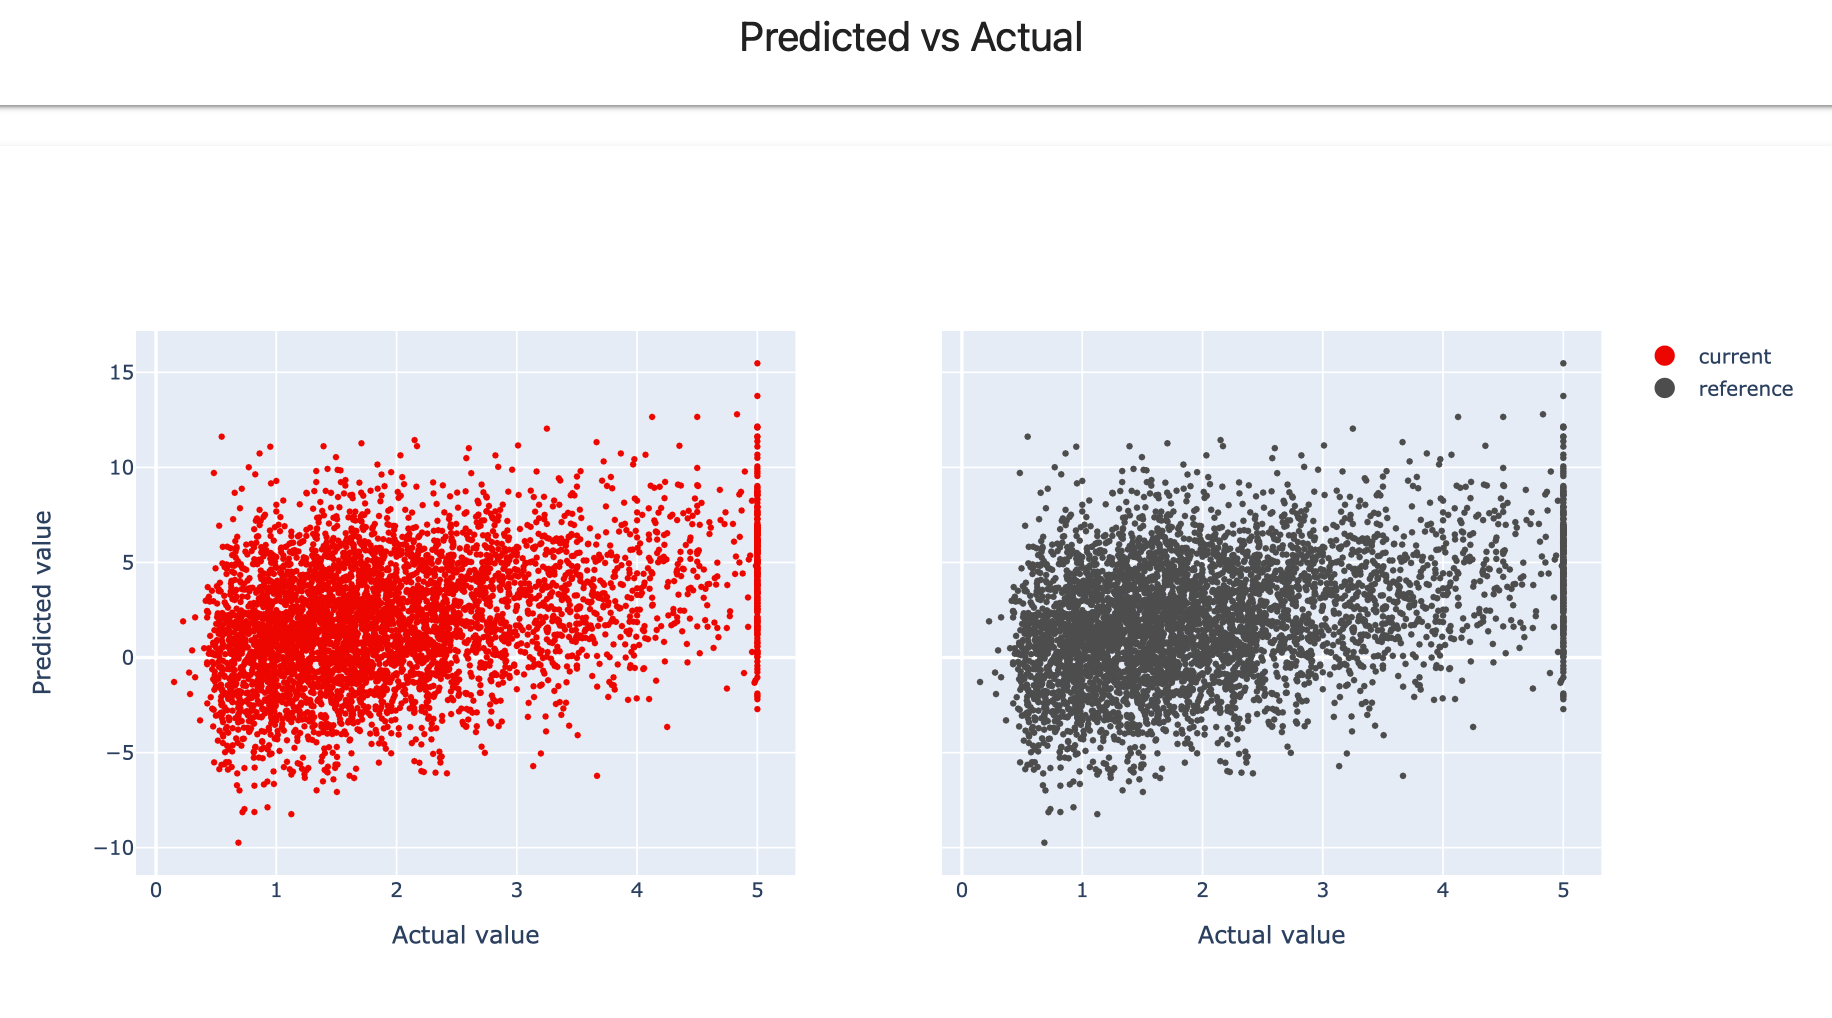 Predicted vs Actual
current
reference
Predicted value
15
10
5
0
−5
−10
0 1 2 3 4 5
0 1 2 3 4 5
Actual value
Actual value